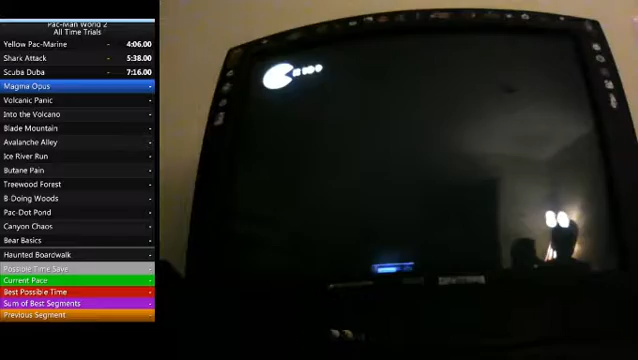 Pac-Man World 2
All Time Trials
Yellow Pac-Marine - 4:06.00
Shark Attack - 5:38.00
Scuba Duba - 7:16.00
Magma Opus -
Volcanic Panic -
Into the Volcano -
Blade Mountain -
Avalanche Alley -
Ice River Run -
Butane Pain -
Treewood Forest -
B-Doing Woods -
Pac-Dot Pond -
Canyon Chaos -
Bear Basics -
Haunted Boardwalk -
Possible Time Save -
Current Pace -
Best Possible Time -
Sum of Best Segments -
Previous Segment -